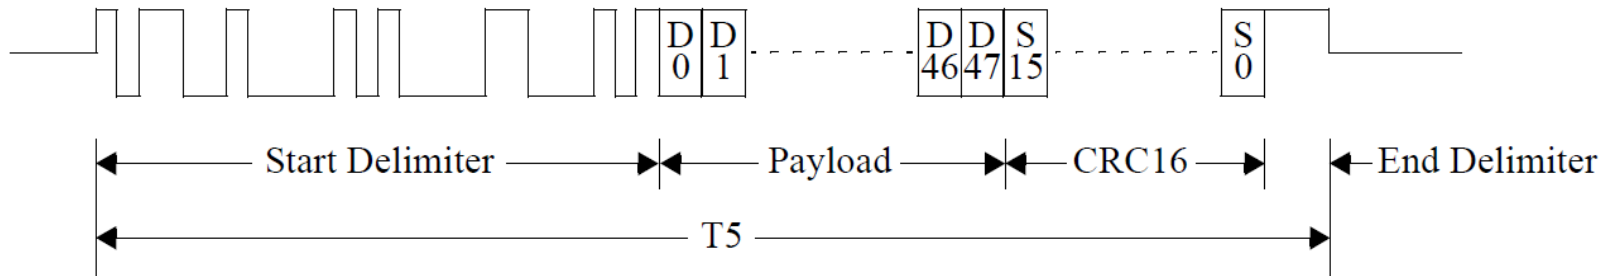 D D D D S S
0 1 46 47 15 0
Start Delimiter Payload CRC16 End Delimiter
T5